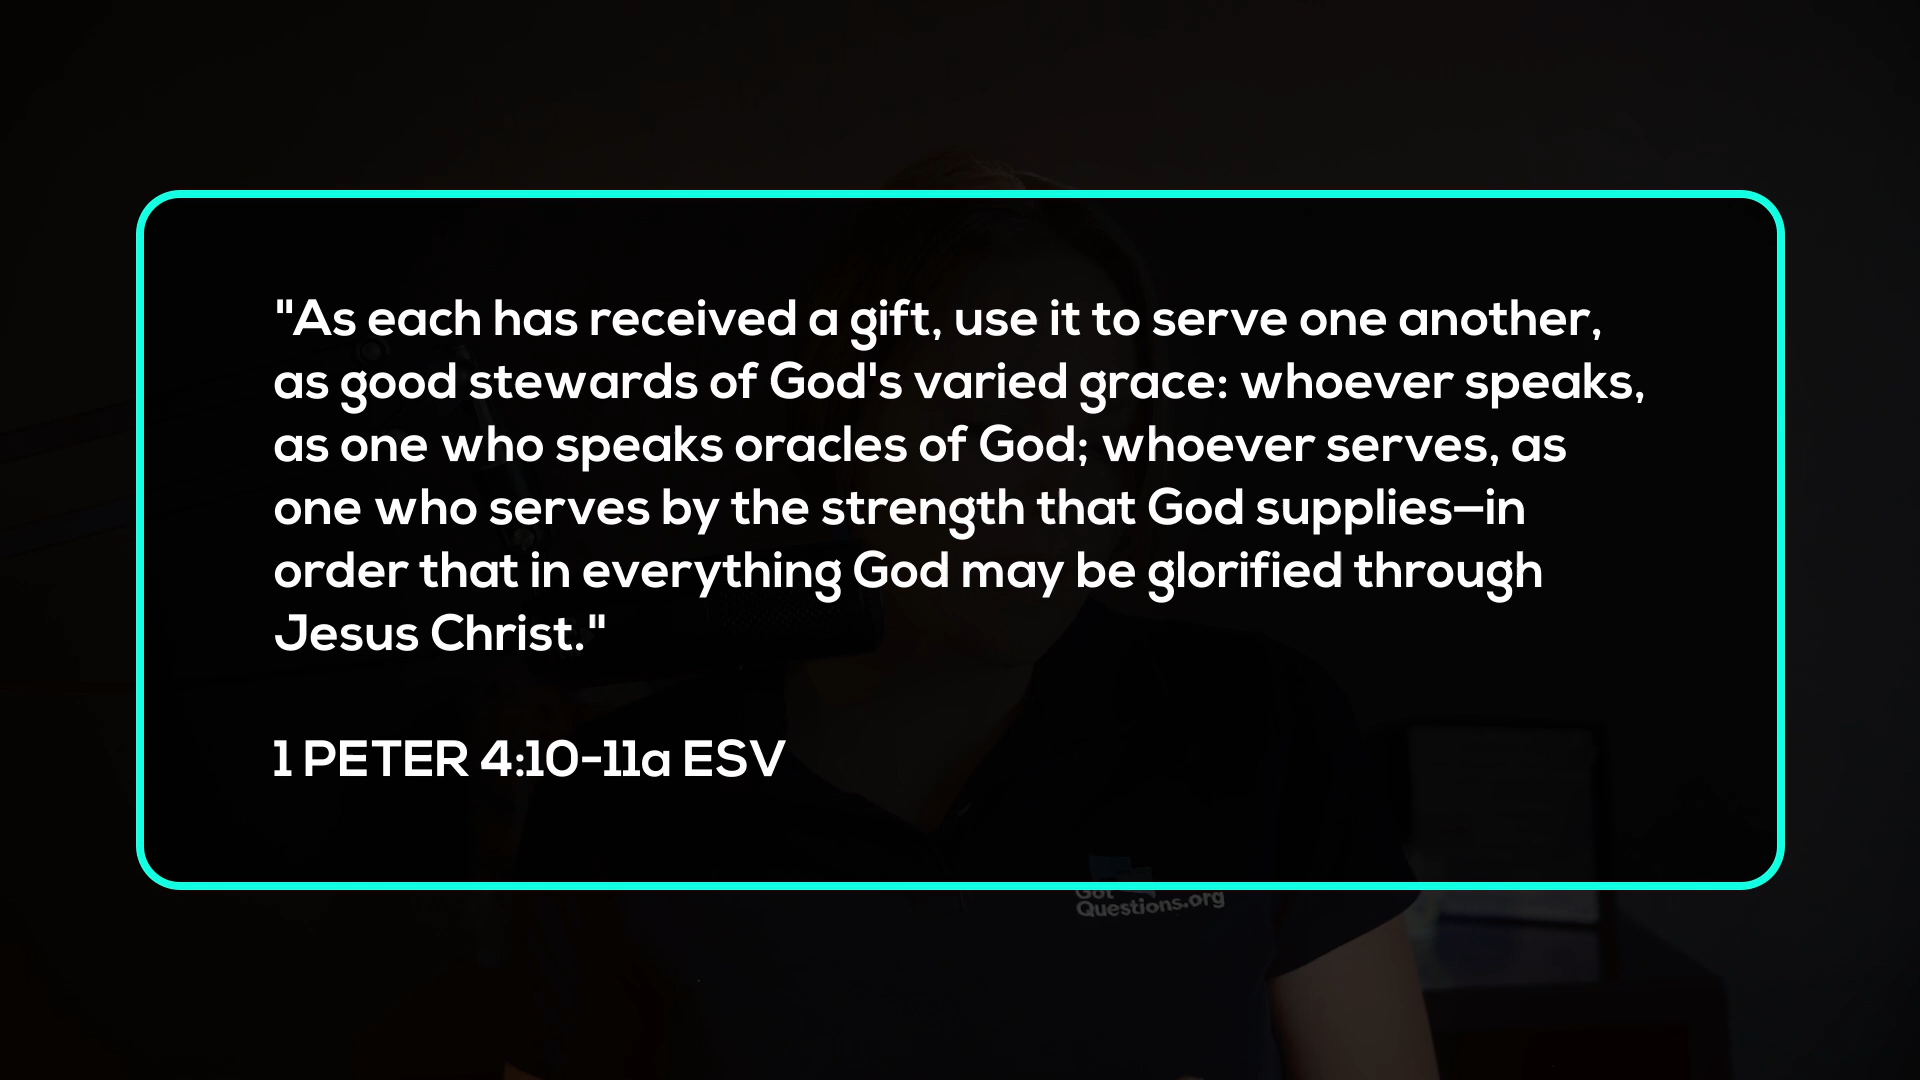 "As each has received a gift, use it to serve one another,
as good stewards of God's varied grace: whoever speaks,
as one who speaks oracles of God; whoever serves, as
one who serves by the strength that God supplies—in
order that in everything God may be glorified through
Jesus Christ."
1 PETER 4:10-11a ESV
Got
Questions.org